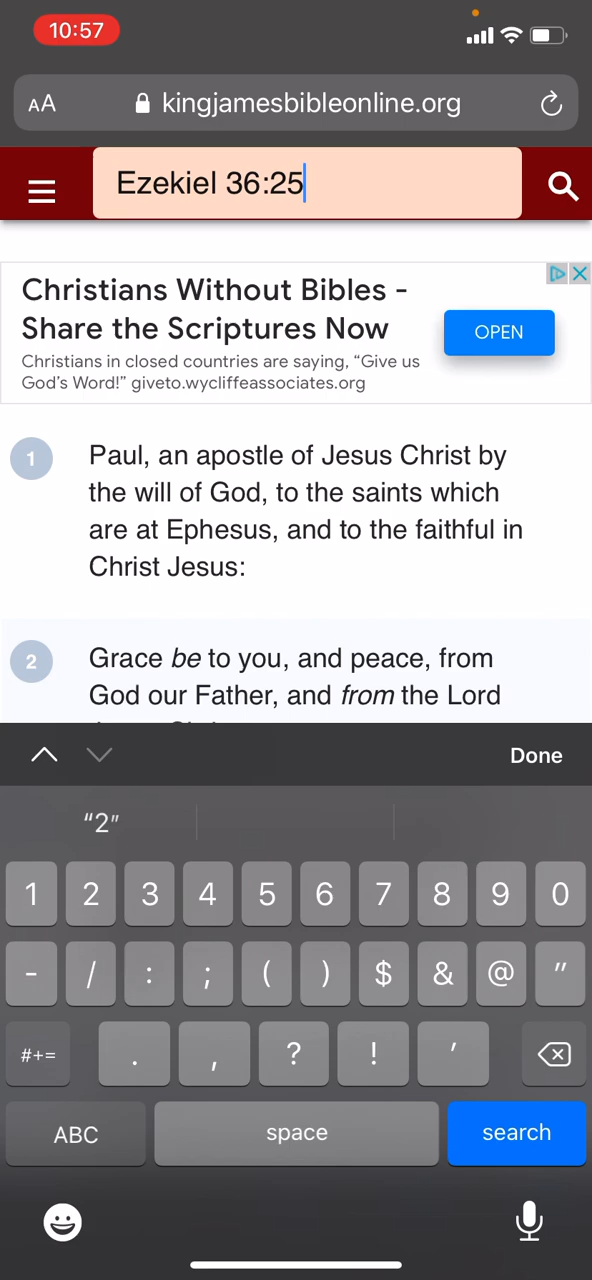 10:57
AA kingjamesbibleonline.org
Ezekiel 36:25
Christians Without Bibles -
Share the Scriptures Now
OPEN
Christians in closed countries are saying, “Give us
God’s Word!” giveto.wycliffeassociates.org
1 Paul, an apostle of Jesus Christ by
the will of God, to the saints which
are at Ephesus, and to the faithful in
Christ Jesus:
2 Grace be to you, and peace, from
God our Father, and from the Lord
Done
“2”
1 2 3 4 5 6 7 8 9 0
- / : ; ( ) $ & @ "
#+= . , ? ! '
ABC space search